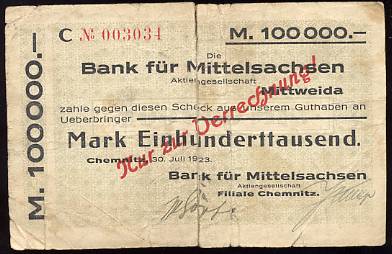 M. 100000.–
C № 003034
M. 100000.–
Die
Bank für Mittelsachsen
Aktiengesellschaft
Mittweida
zahle gegen diesen Scheck aus unserem Guthaben an
Ueberbringer
Mark Einhunderttausend.
Nur zur Verrechnung!
Chemnitz, 30. Juli 1923.
Bank für Mittelsachsen
Aktiengesellschaft
Filiale Chemnitz.